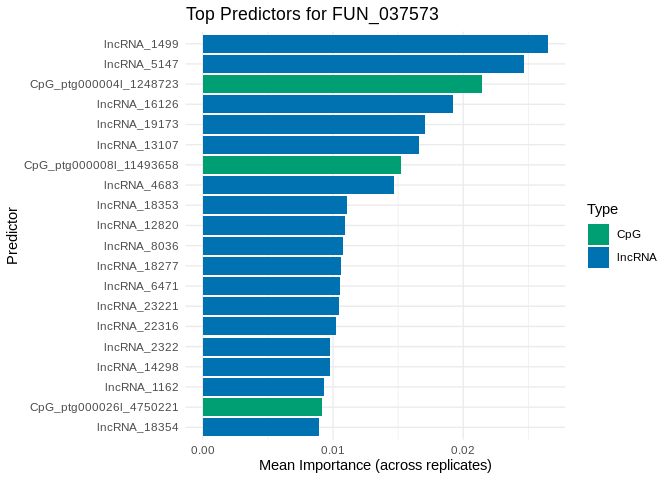 Top Predictors for FUN_037573
lncRNA_1499
lncRNA_5147
CpG_ptg000004l_1248723
lncRNA_16126
lncRNA_19173
lncRNA_13107
CpG_ptg000008l_11493658
lncRNA_4683
lncRNA_18353
lncRNA_12820
lncRNA_8036
lncRNA_18277
lncRNA_6471
lncRNA_23221
lncRNA_22316
lncRNA_2322
lncRNA_14298
lncRNA_1162
CpG_ptg000026l_4750221
lncRNA_18354
Predictor
0.00
0.01
0.02
Mean Importance (across replicates)
Type
CpG
lncRNA